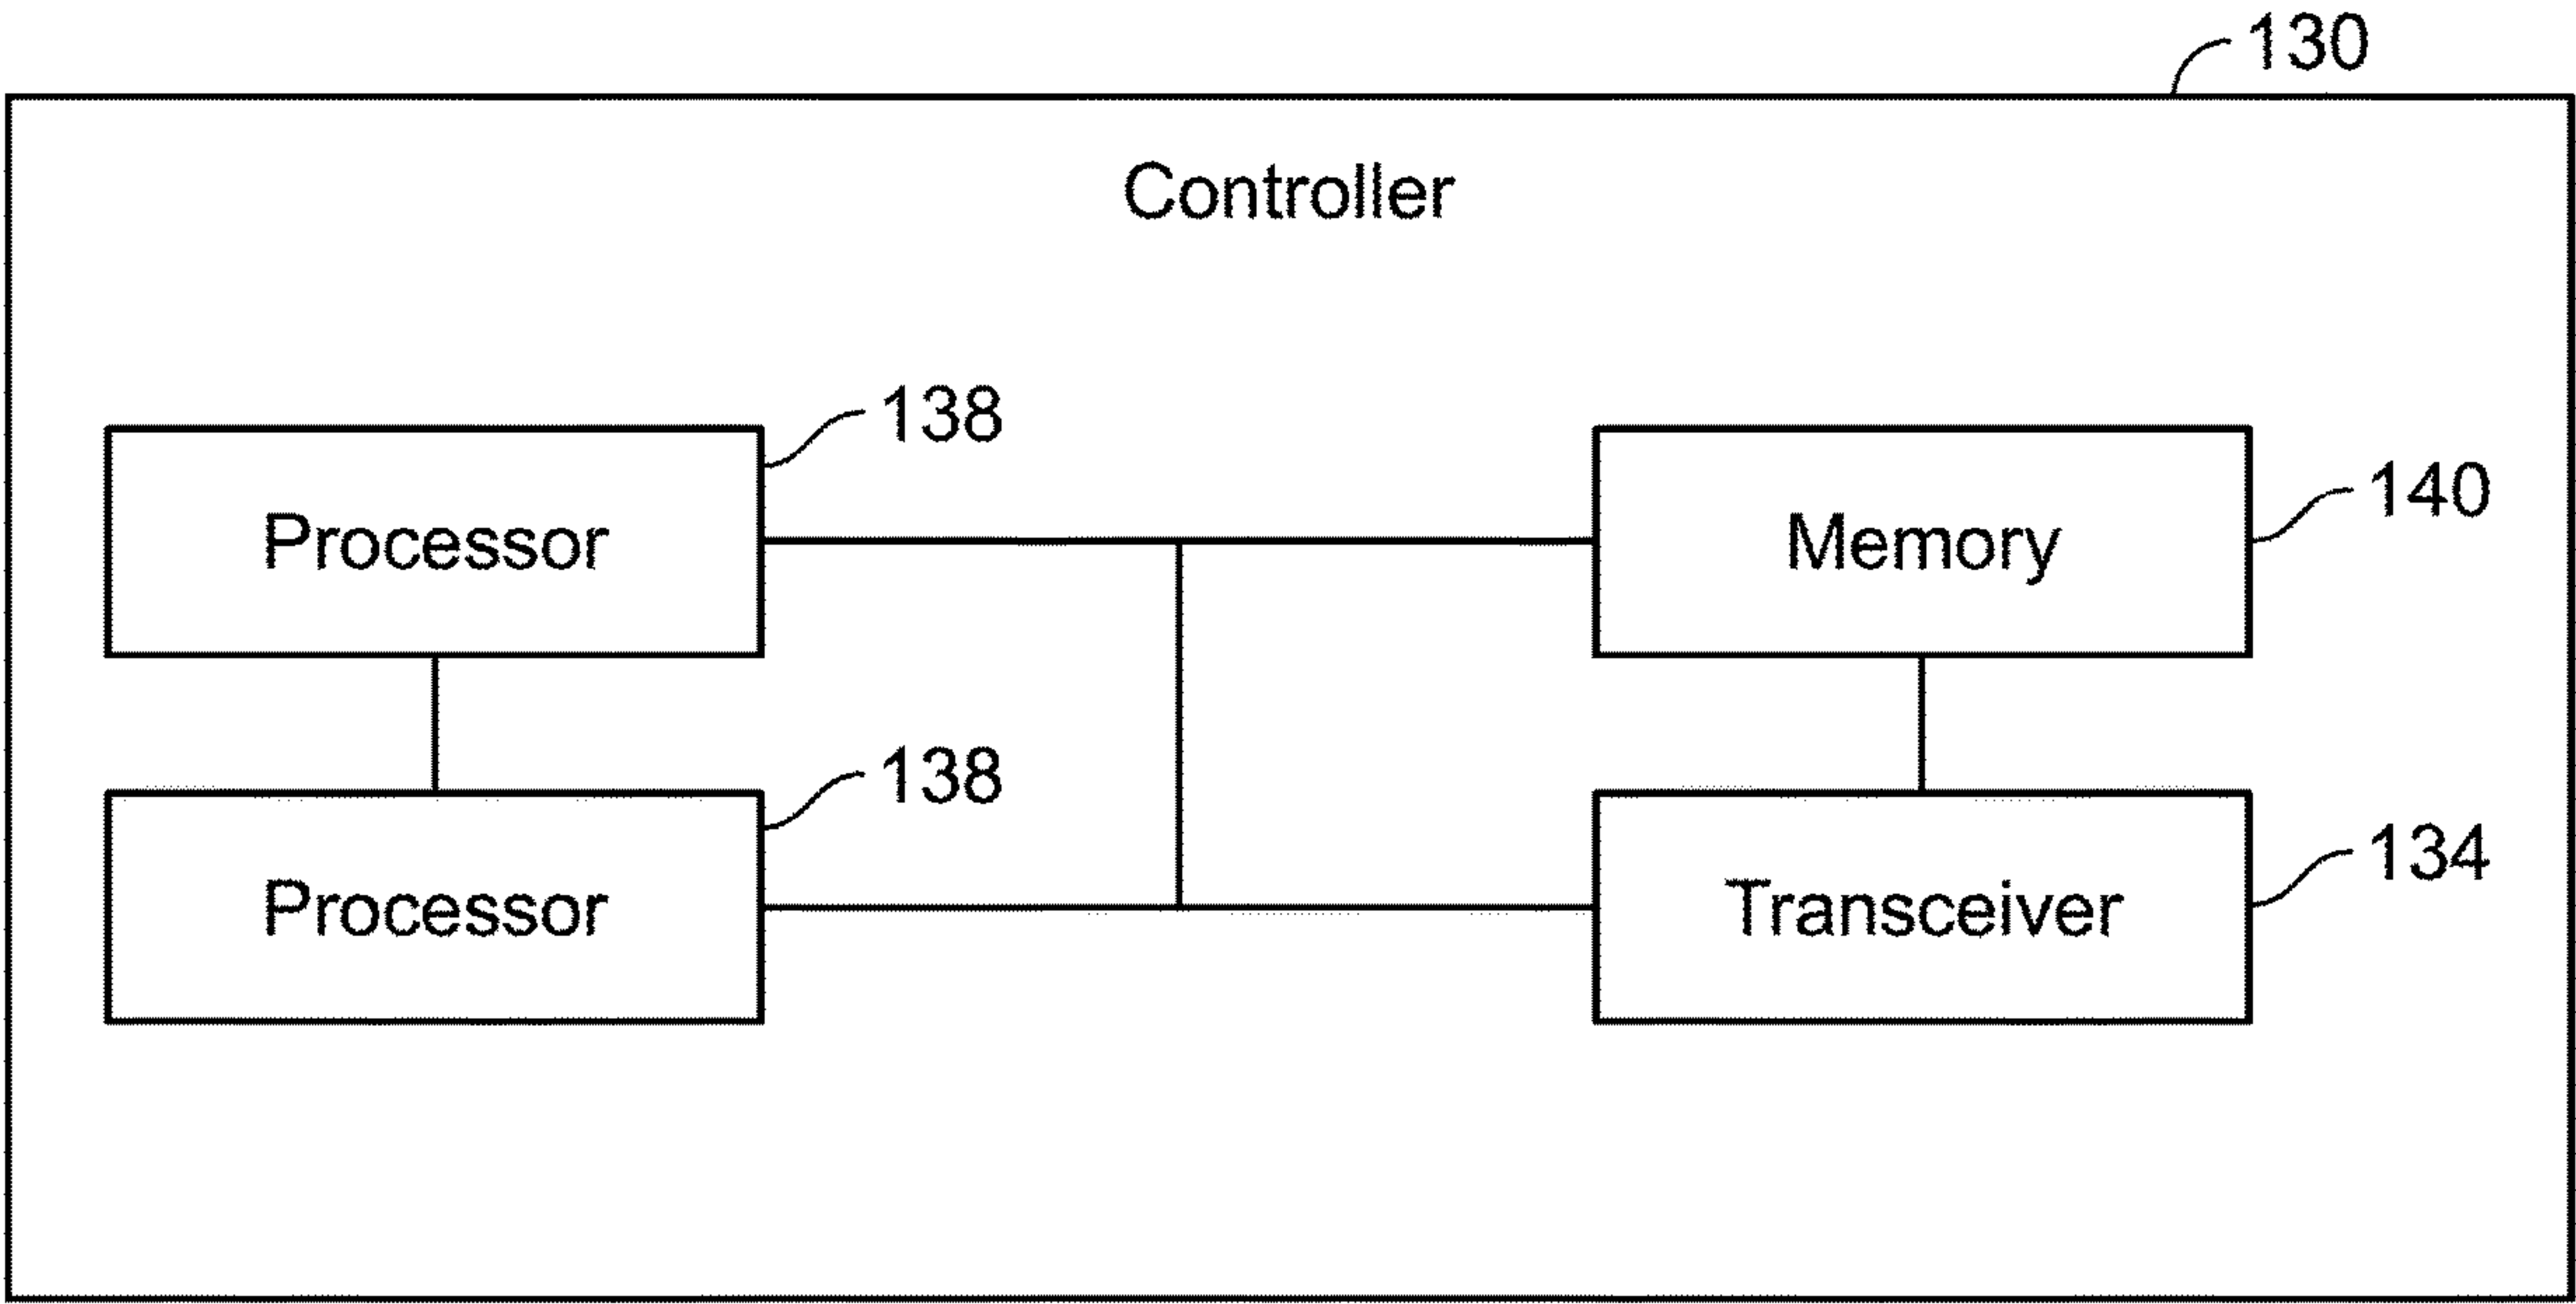 130
Controller
138
140
Processor
Memory
138
134
Processor
Transceiver